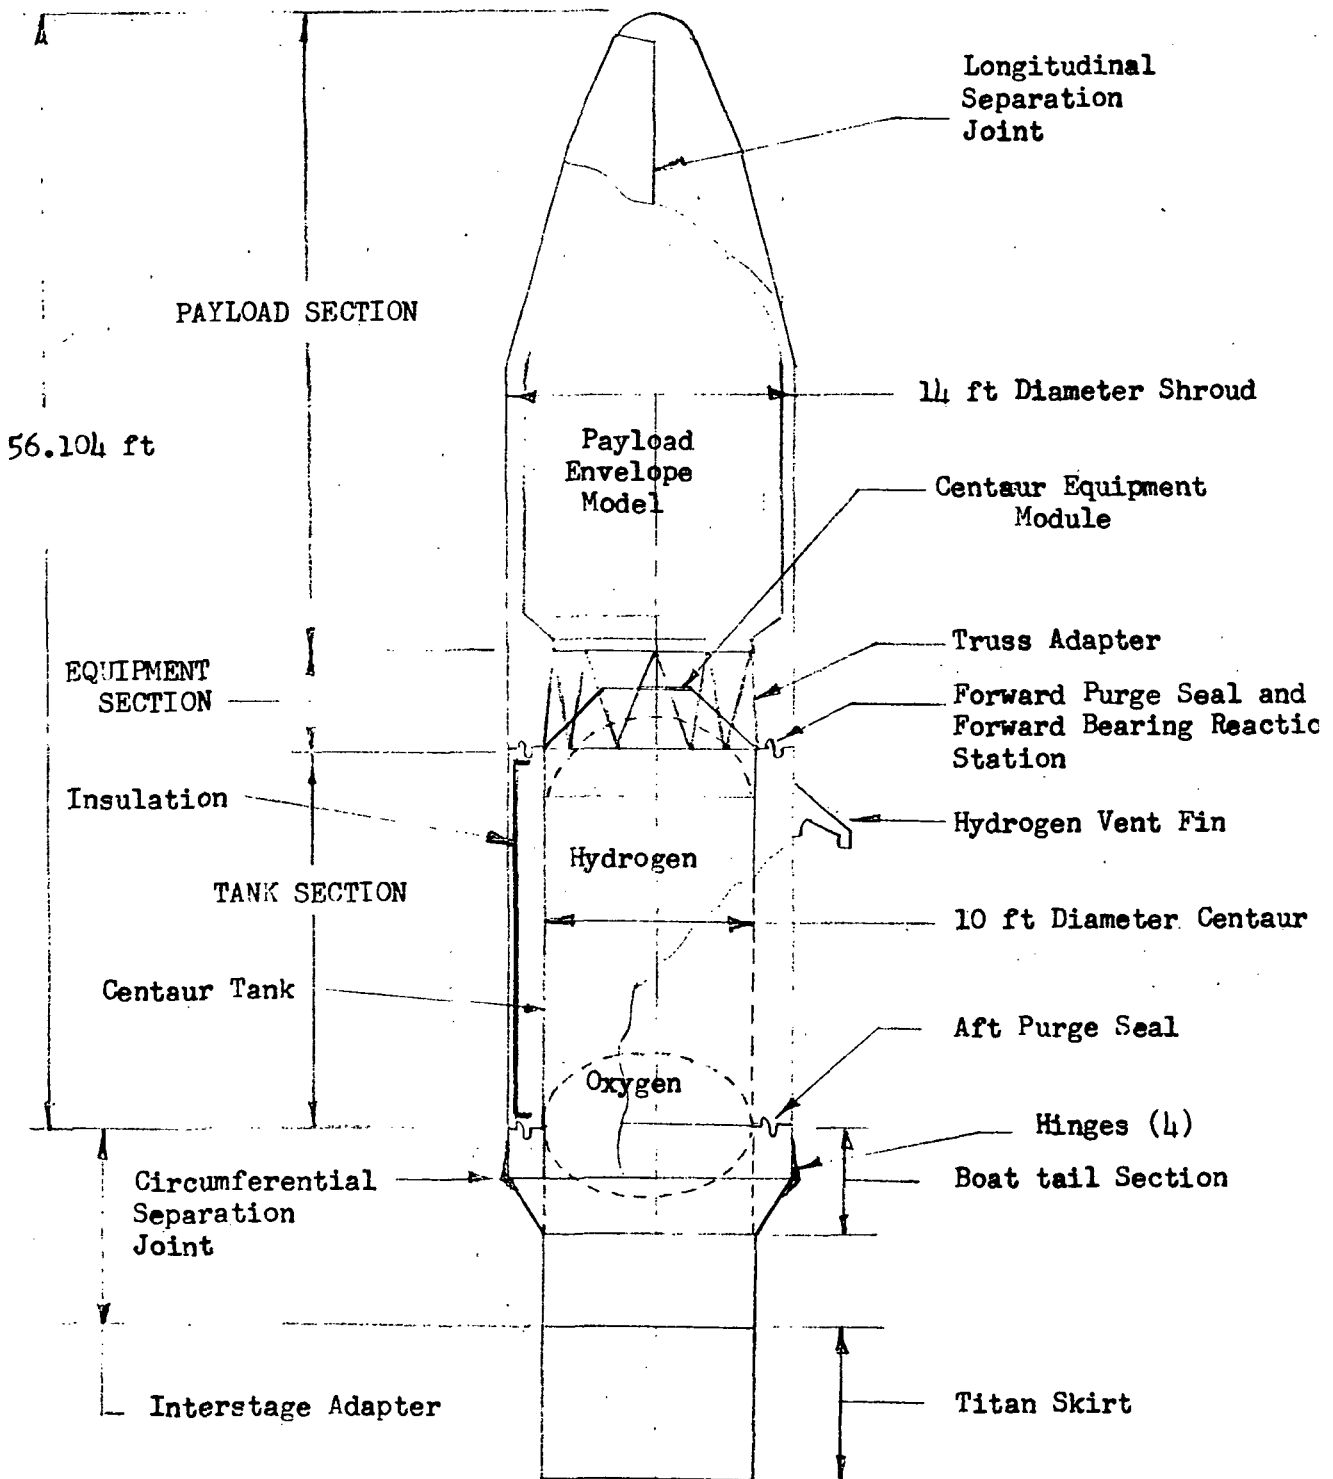 Longitudinal
Separation
Joint
PAYLOAD SECTION
14 ft Diameter Shroud
56.104 ft
Payload
Envelope
Model
Centaur Equipment
Module
Truss Adapter
EQUIPMENT
SECTION
Forward Purge Seal and
Forward Bearing Reactio
Station
Insulation
Hydrogen Vent Fin
Hydrogen
TANK SECTION
10 ft Diameter Centaur
Centaur Tank
Aft Purge Seal
Oxygen
Hinges (4)
Circumferential
Separation
Joint
Boat tail Section
Interstage Adapter
Titan Skirt